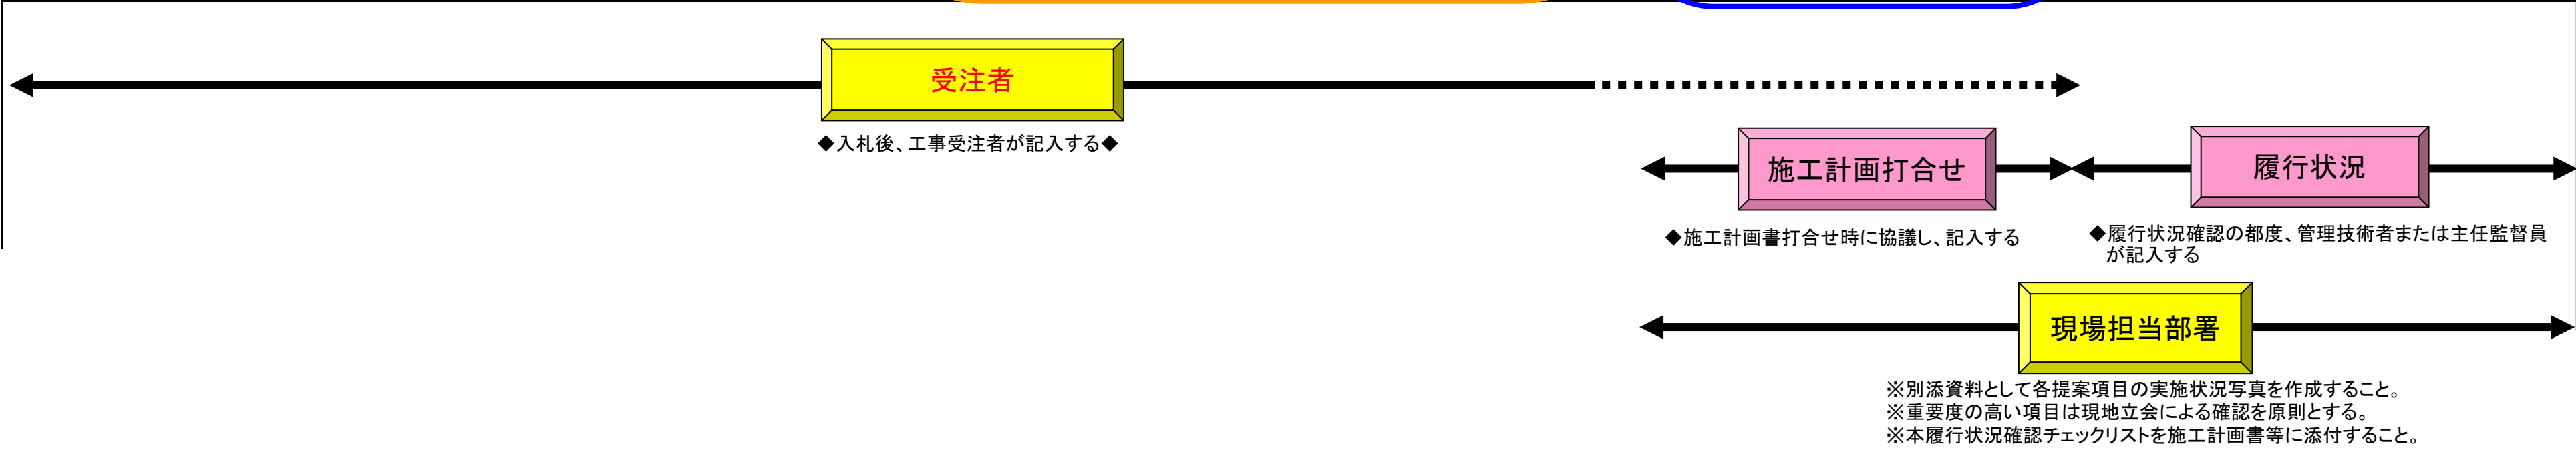 受注者
◆入札後、工事受注者が記入する◆
施工計画打合せ
履行状況
◆施工計画書打合せ時に協議し、記入する
◆履行状況確認の都度、管理技術者または主任監督員
が記入する
現場担当部署
※別添資料として各提案項目の実施状況写真を作成すること。
※重要度の高い項目は現地立会による確認を原則とする。
※本履行状況確認チェックリストを施工計画書等に添付すること。